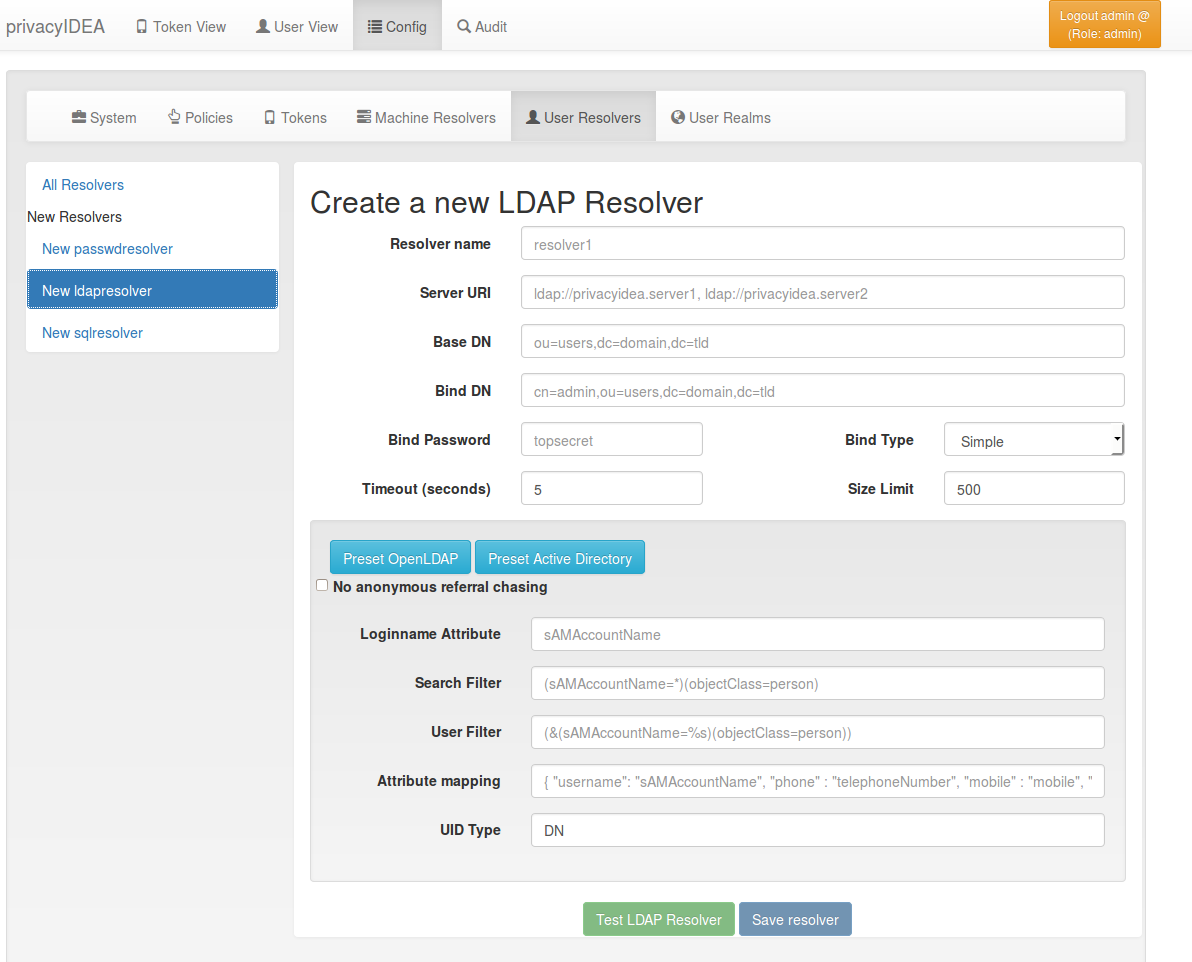 privacyIDEA Token View User View Config Audit
Logout admin @
(Role: admin)
System Policies Tokens Machine Resolvers User Resolvers User Realms
All Resolvers
New Resolvers
New passwdresolver
New ldapresolver
New sqlresolver
Create a new LDAP Resolver
Resolver name resolver1
Server URI ldap://privacyidea.server1, ldap://privacyidea.server2
Base DN ou=users,dc=domain,dc=tld
Bind DN cn=admin,ou=users,dc=domain,dc=tld
Bind Password topsecret Bind Type Simple
Timeout (seconds) 5 Size Limit 500
Preset OpenLDAP Preset Active Directory
No anonymous referral chasing
Loginname Attribute sAMAccountName
Search Filter (sAMAccountName=*)(objectClass=person)
User Filter (&(sAMAccountName=%s)(objectClass=person))
Attribute mapping { "username": "sAMAccountName", "phone" : "telephoneNumber", "mobile" : "mobile", "
UID Type DN
Test LDAP Resolver Save resolver